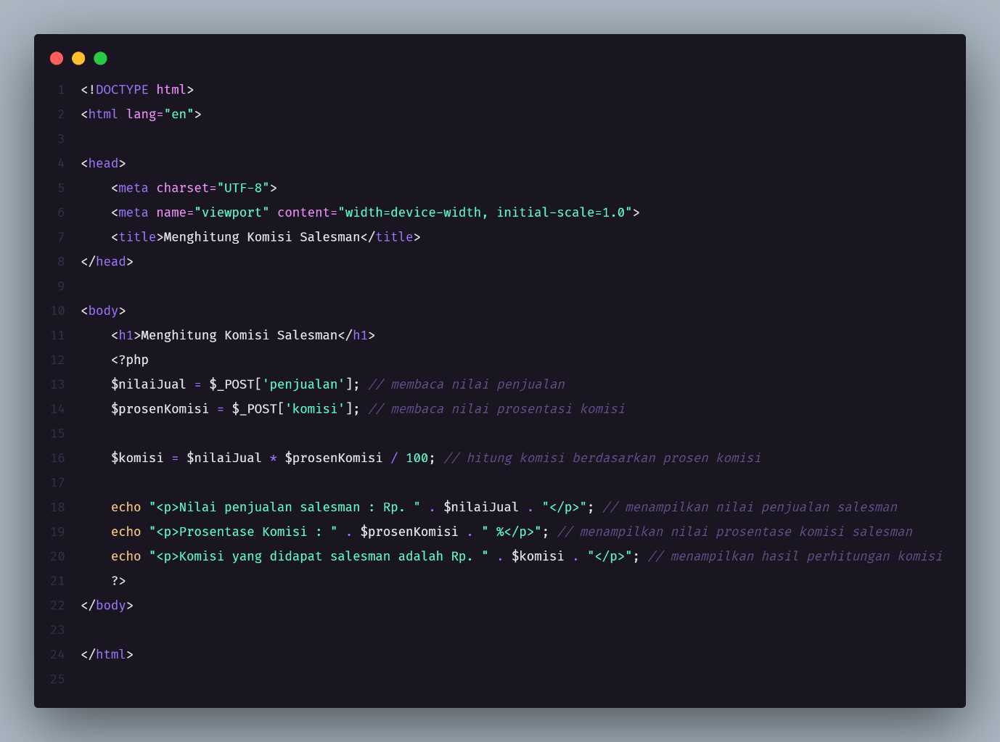 1 <!DOCTYPE html>
2 <html lang="en">
3
4 <head>
5     <meta charset="UTF-8">
6     <meta name="viewport" content="width=device-width, initial-scale=1.0">
7     <title>Menghitung Komisi Salesman</title>
8 </head>
9
10 <body>
11     <h1>Menghitung Komisi Salesman</h1>
12     <?php
13     $nilaiJual = $_POST['penjualan']; // membaca nilai penjualan
14     $prosenKomisi = $_POST['komisi']; // membaca nilai prosentasi komisi
15
16     $komisi = $nilaiJual * $prosenKomisi / 100; // hitung komisi berdasarkan prosen komisi
17
18     echo "<p>Nilai penjualan salesman : Rp. " . $nilaiJual . "</p>"; // menampilkan nilai penjualan salesman
19     echo "<p>Prosentase Komisi : " . $prosenKomisi . " %</p>"; // menampilkan nilai prosentase komisi salesman
20     echo "<p>Komisi yang didapat salesman adalah Rp. " . $komisi . "</p>"; // menampilkan hasil perhitungan komisi
21     ?>
22 </body>
23
24 </html>
25